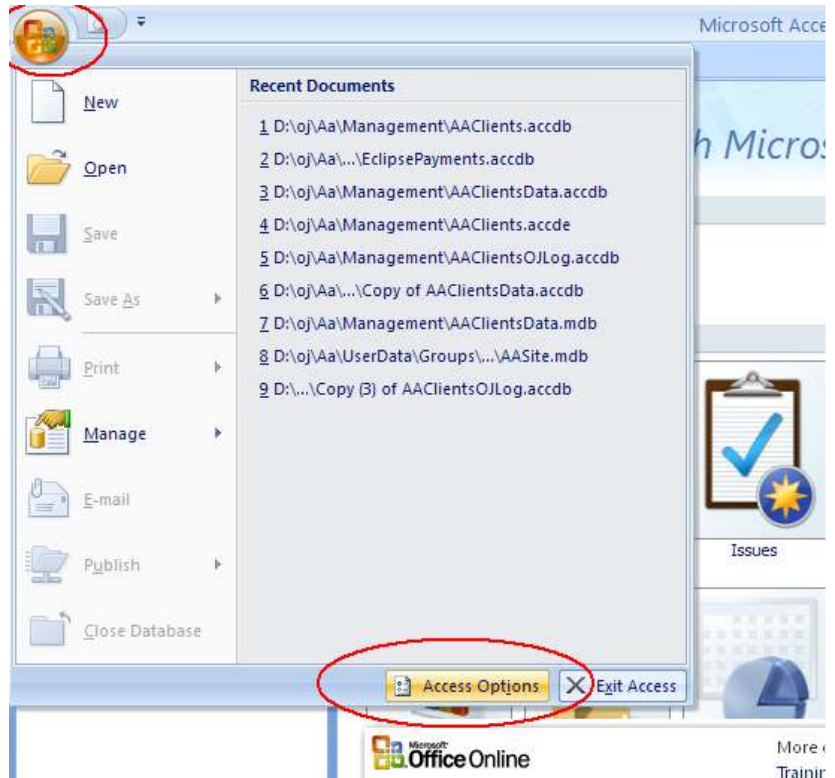 Microsoft Acce
h Micros
New
Open
Save
Save As
Print
Manage
E-mail
Publish
Close Database
Recent Documents
1 D:\oj\Aa\Management\AAClients.accdb
2 D:\oj\Aa\...\EclipsePayments.accdb
3 D:\oj\Aa\Management\AAClientsData.accdb
4 D:\oj\Aa\Management\AAClients.accde
5 D:\oj\Aa\Management\AAClientsOJLog.accdb
6 D:\oj\Aa\...\Copy of AAClientsData.accdb
7 D:\oj\Aa\Management\AAClientsData.mdb
8 D:\oj\Aa\UserData\Groups\...\AASite.mdb
9 D:\...\Copy (3) of AAClientsOJLog.accdb
Issues
Access Options
Exit Access
Microsoft
Office Online
More
Trainin